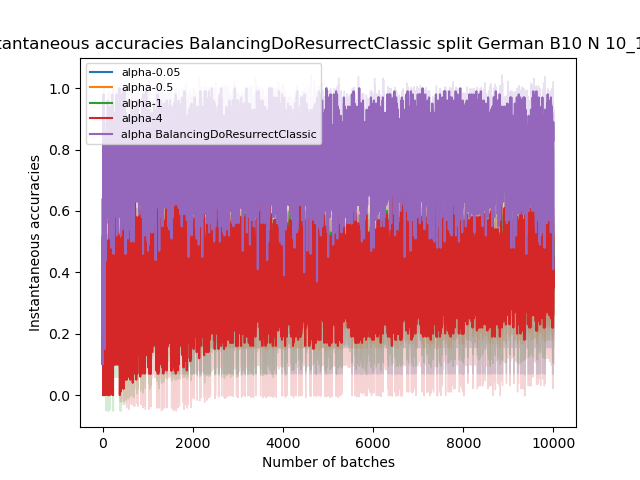 tantaneous accuracies BalancingDoResurrectClassic split German B10 N 10_1
alpha-0.05
alpha-0.5
alpha-1
alpha-4
alpha BalancingDoResurrectClassic
Instantaneous accuracies
1.0
0.8
0.6
0.4
0.2
0.0
0
2000
4000
6000
8000
10000
Number of batches